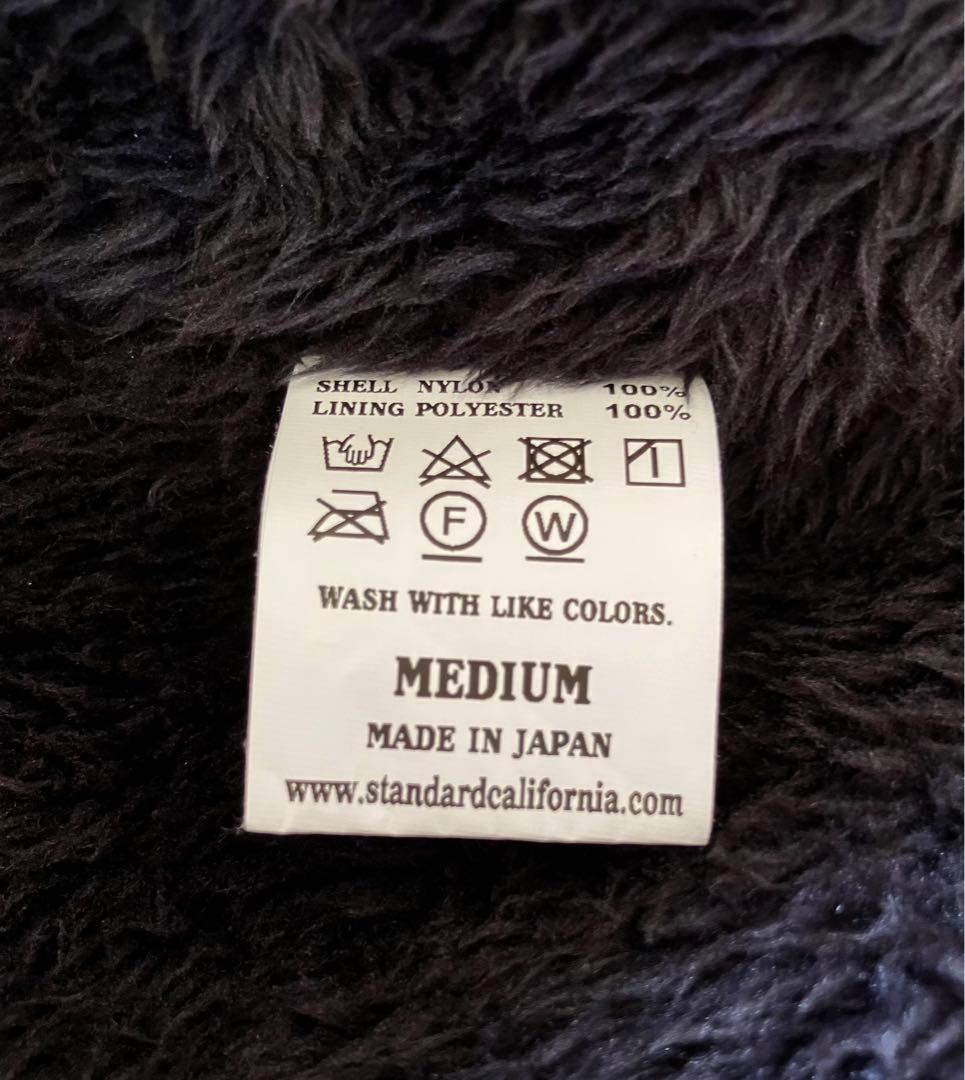 SHELL NYLON 100%
LINING POLYESTER 100%
F W
WASH WITH LIKE COLORS.
MEDIUM
MADE IN JAPAN
www.standardcalifornia.com